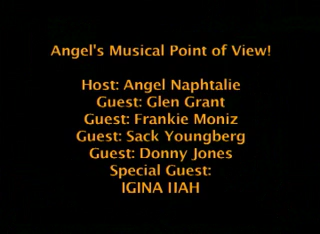 Angel's Musical Point of View!
Host: Angel Naphtalie
Guest: Glen Grant
Guest: Frankie Moniz
Guest: Sack Youngberg
Guest: Donny Jones
Special Guest:
IGINA IIAH